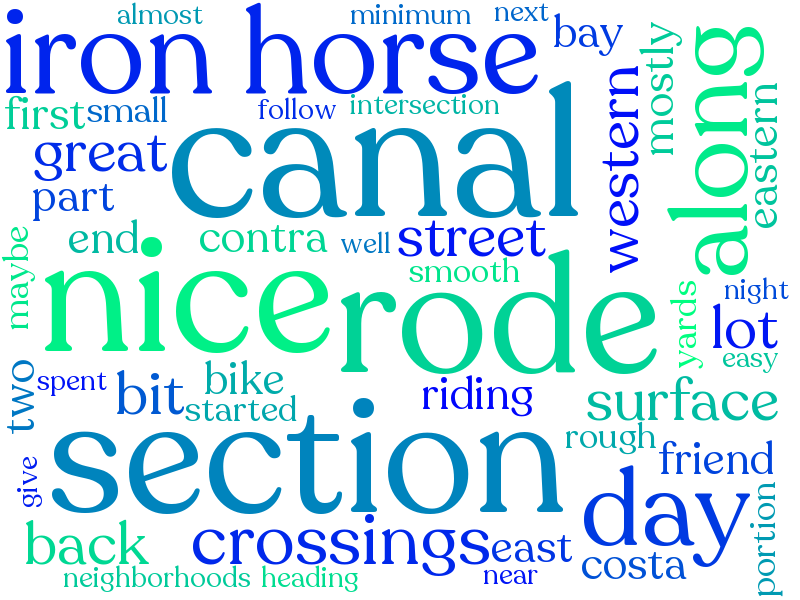 almost
minimum
next
iron horse
bay
mostly
along
first
small
follow
intersection
western
eastern
great
canal
part
end
contra
well
street
maybe
nice
smooth
rode
yards
night
lot
easy
two
spent
bit
bike
started
riding
surface
section
rough
friend
give
day
portion
back
crossings
east
costa
neighborhoods
heading
near